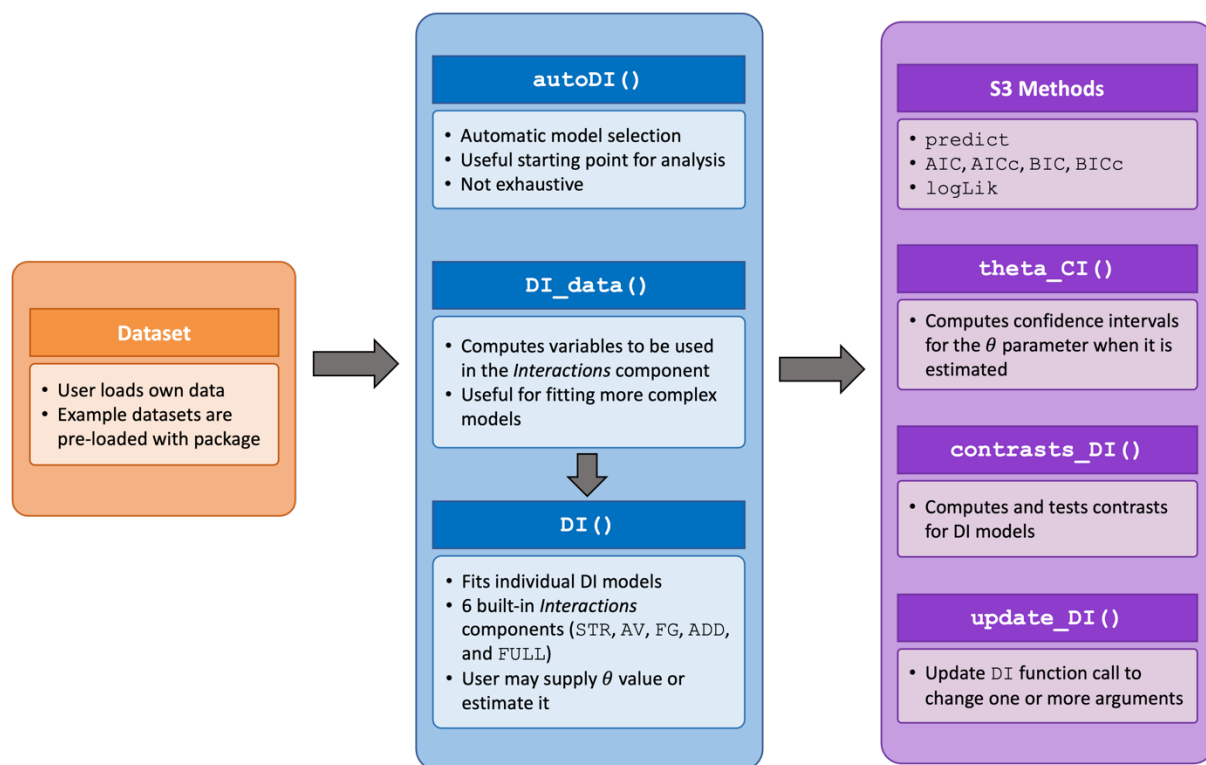 Dataset
• User loads own data
• Example datasets are
pre-loaded with package
autoDI()
• Automatic model selection
• Useful starting point for analysis
• Not exhaustive
DI_data()
• Computes variables to be used
in the Interactions component
• Useful for fitting more complex
models
DI()
• Fits individual DI models
• 6 built-in Interactions
components (STR, AV, FG, ADD,
and FULL)
• User may supply θ value or
estimate it
S3 Methods
• predict
• AIC, AICc, BIC, BICc
• logLik
theta_CI()
• Computes confidence intervals
for the θ parameter when it is
estimated
contrasts_DI()
• Computes and tests contrasts
for DI models
update_DI()
• Update DI function call to
change one or more arguments